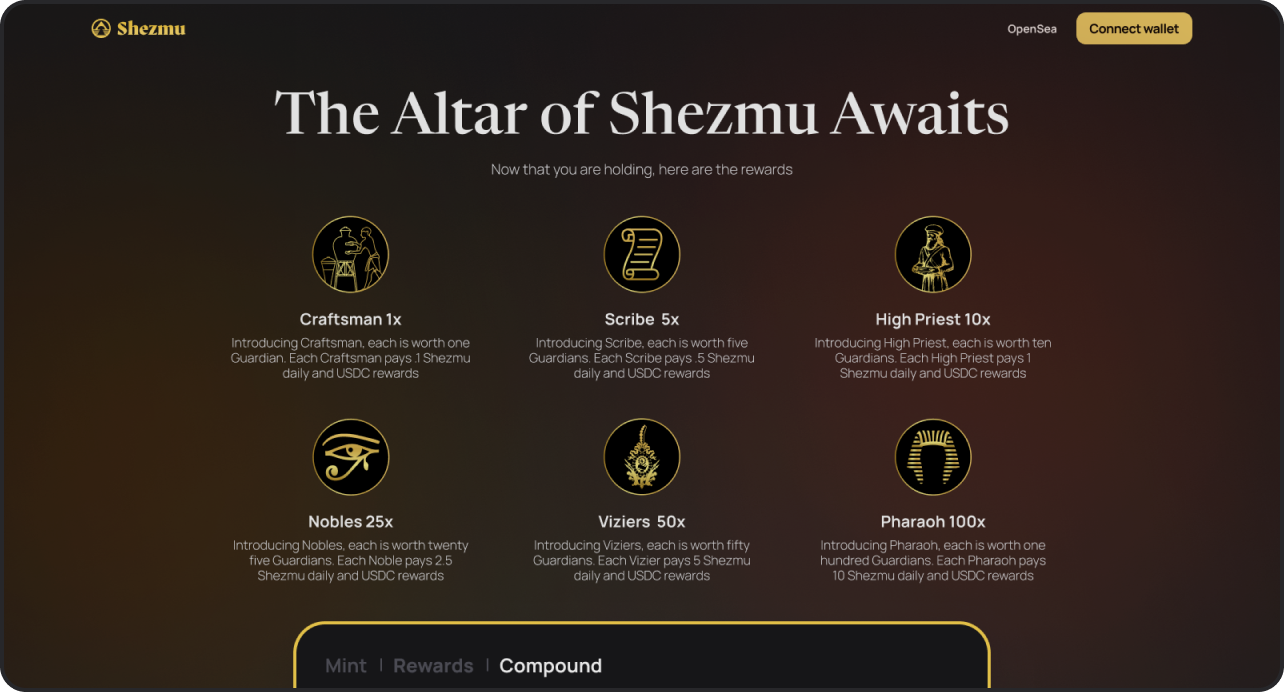 Shezmu
OpenSea
Connect wallet
The Altar of Shezmu Awaits
Now that you are holding, here are the rewards
Craftsman 1x
Introducing Craftsman, each is worth one
Guardian. Each Craftsman pays .1 Shezmu
daily and USDC rewards
Scribe 5x
Introducing Scribe, each is worth five
Guardians. Each Scribe pays .5 Shezmu
daily and USDC rewards
High Priest 10x
Introducing High Priest, each is worth ten
Guardians. Each High Priest pays 1
Shezmu daily and USDC rewards
Nobles 25x
Introducing Nobles, each is worth twenty
five Guardians. Each Noble pays 2.5
Shezmu daily and USDC rewards
Viziers 50x
Introducing Viziers, each is worth fifty
Guardians. Each Vizier pays 5 Shezmu
daily and USDC rewards
Pharaoh 100x
Introducing Pharaoh, each is worth one
hundred Guardians. Each Pharaoh pays
10 Shezmu daily and USDC rewards
Mint | Rewards | Compound